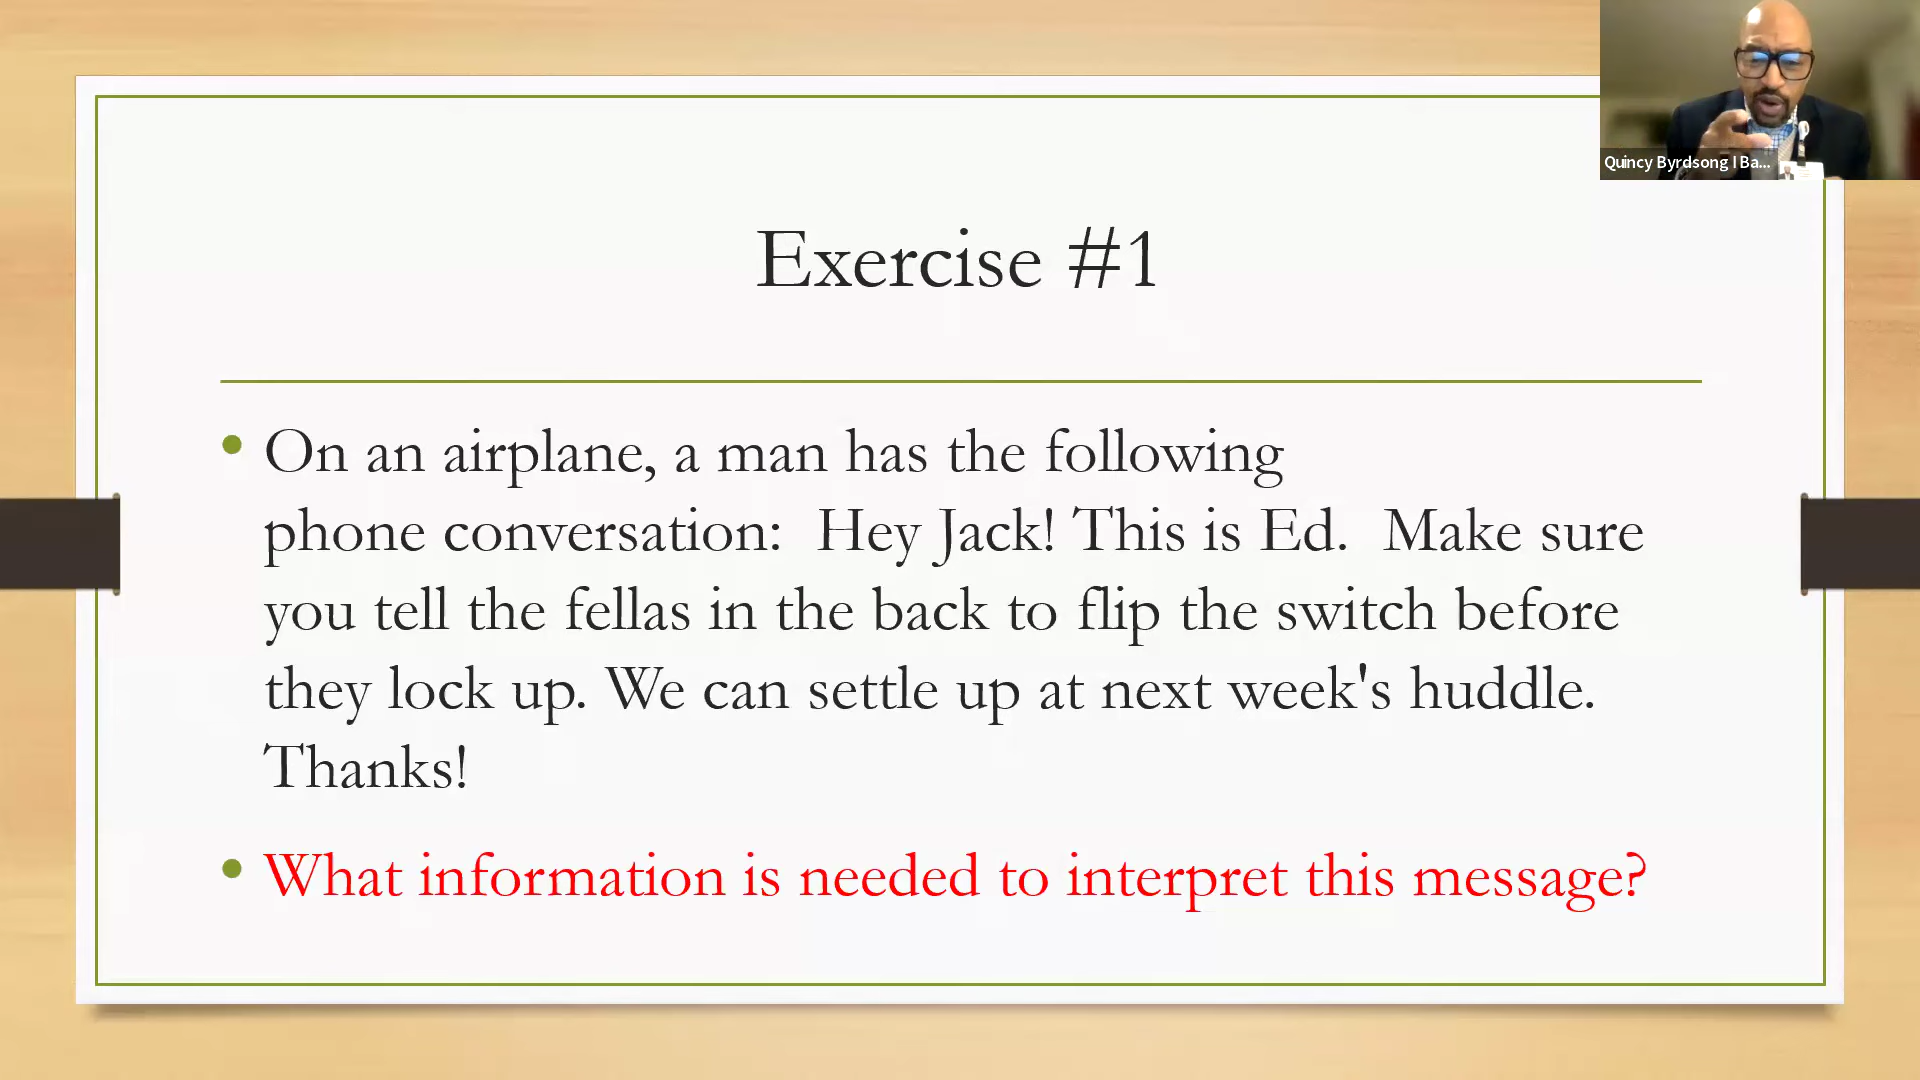 Quincy Byrdsong I Ba...
Exercise #1
• On an airplane, a man has the following
phone conversation:  Hey Jack! This is Ed.  Make sure
you tell the fellas in the back to flip the switch before
they lock up. We can settle up at next week's huddle.
Thanks!
• What information is needed to interpret this message?